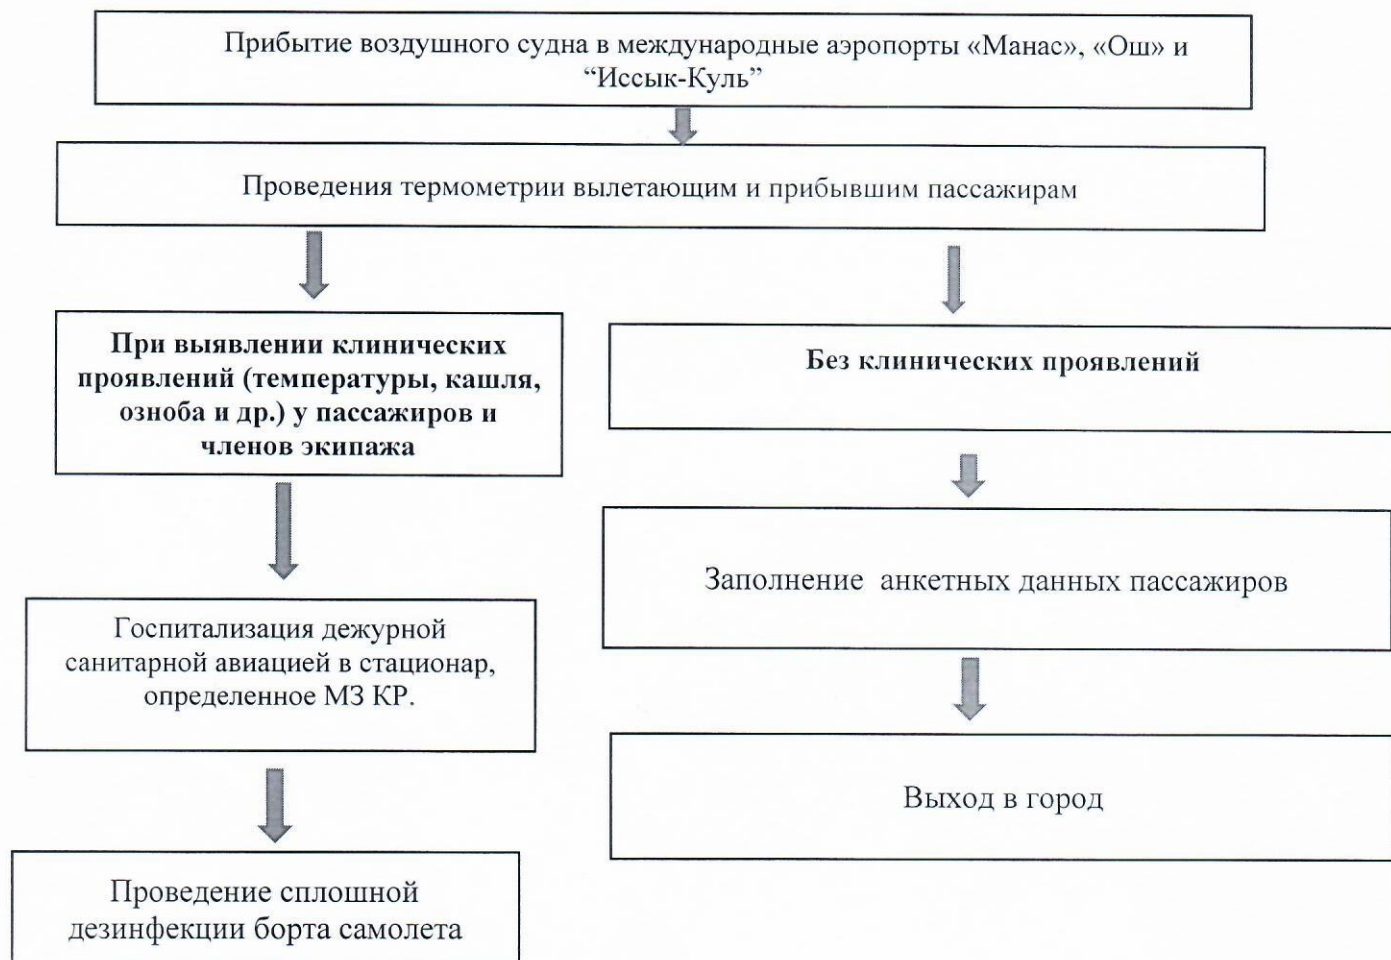 Прибытие воздушного судна в международные аэропорты «Манас», «Ош» и
“Иссык-Куль”
Проведения термометрии вылетающим и прибывшим пассажирам
При выявлении клинических
проявлений (температуры, кашля,
озноба и др.) у пассажиров и
членов экипажа
Госпитализация дежурной
санитарной авиацией в стационар,
определенное МЗ КР.
Проведение сплошной
дезинфекции борта самолета
Без клинических проявлений
Заполнение анкетных данных пассажиров
Выход в город